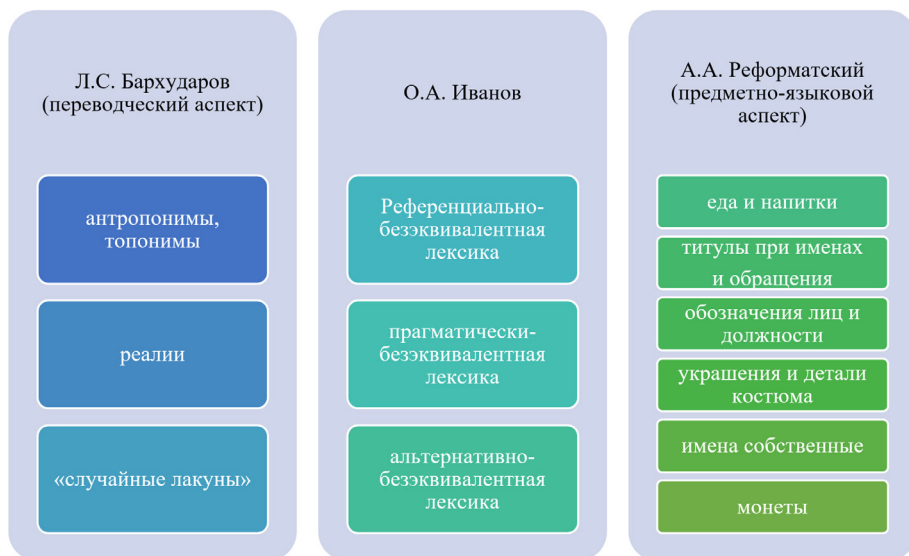 Л.С. Бархударов
(переводческий аспект)
антропонимы,
топонимы
реалии
«случайные лакуны»
О.А. Иванов
Референциально-
безэквивалентная
лексика
прагматически-
безэквивалентная
лексика
альтернативно-
безэквивалентная
лексика
А.А. Реформатский
(предметно-языковой
аспект)
еда и напитки
титулы при именах
и обращения
обозначения лиц и
должности
украшения и детали
костюма
имена собственные
монеты